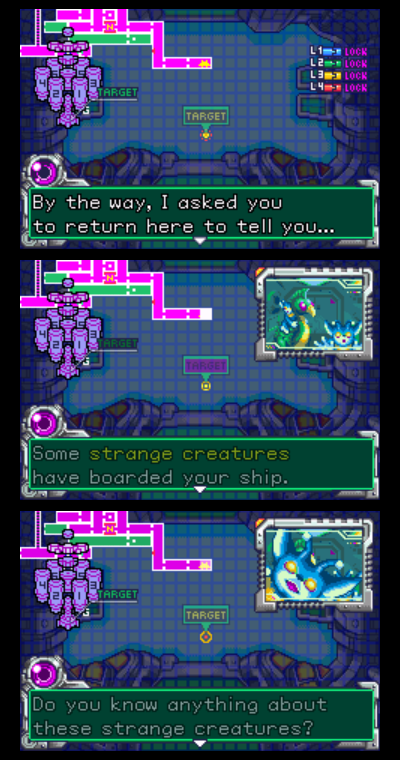 L1 LOCK
L2 LOCK
L3 LOCK
L4 LOCK
TARGET
TARGET
By the way, I asked you
to return here to tell you...
TARGET
TARGET
Some strange creatures
have boarded your ship.
TARGET
TARGET
Do you know anything about
these strange creatures?